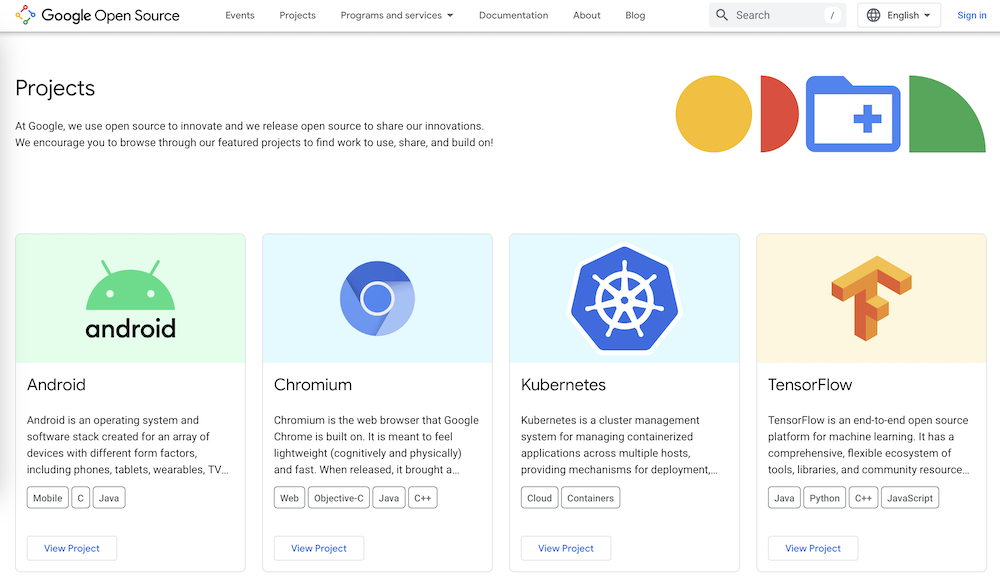 Google Open Source
Events
Projects
Programs and services
Documentation
About
Blog
Search
/
English
Sign in
Projects
At Google, we use open source to innovate and we release open source to share our innovations.
We encourage you to browse through our featured projects to find work to use, share, and build on!
android
Android
Android is an operating system and
software stack created for an array of
devices with different form factors,
including phones, tablets, wearables, TV...
Mobile
C
Java
View Project
Chromium
Chromium is the web browser that Google
Chrome is built on. It is meant to feel
lightweight (cognitively and physically)
and fast. When released, it brought a...
Web
Objective-C
Java
C++
View Project
Kubernetes
Kubernetes is a cluster management
system for managing containerized
applications across multiple hosts,
providing mechanisms for deployment,...
Cloud
Containers
View Project
TensorFlow
TensorFlow is an end-to-end open source
platform for machine learning. It has a
comprehensive, flexible ecosystem of
tools, libraries, and community resource...
Java
Python
C++
JavaScript
View Project